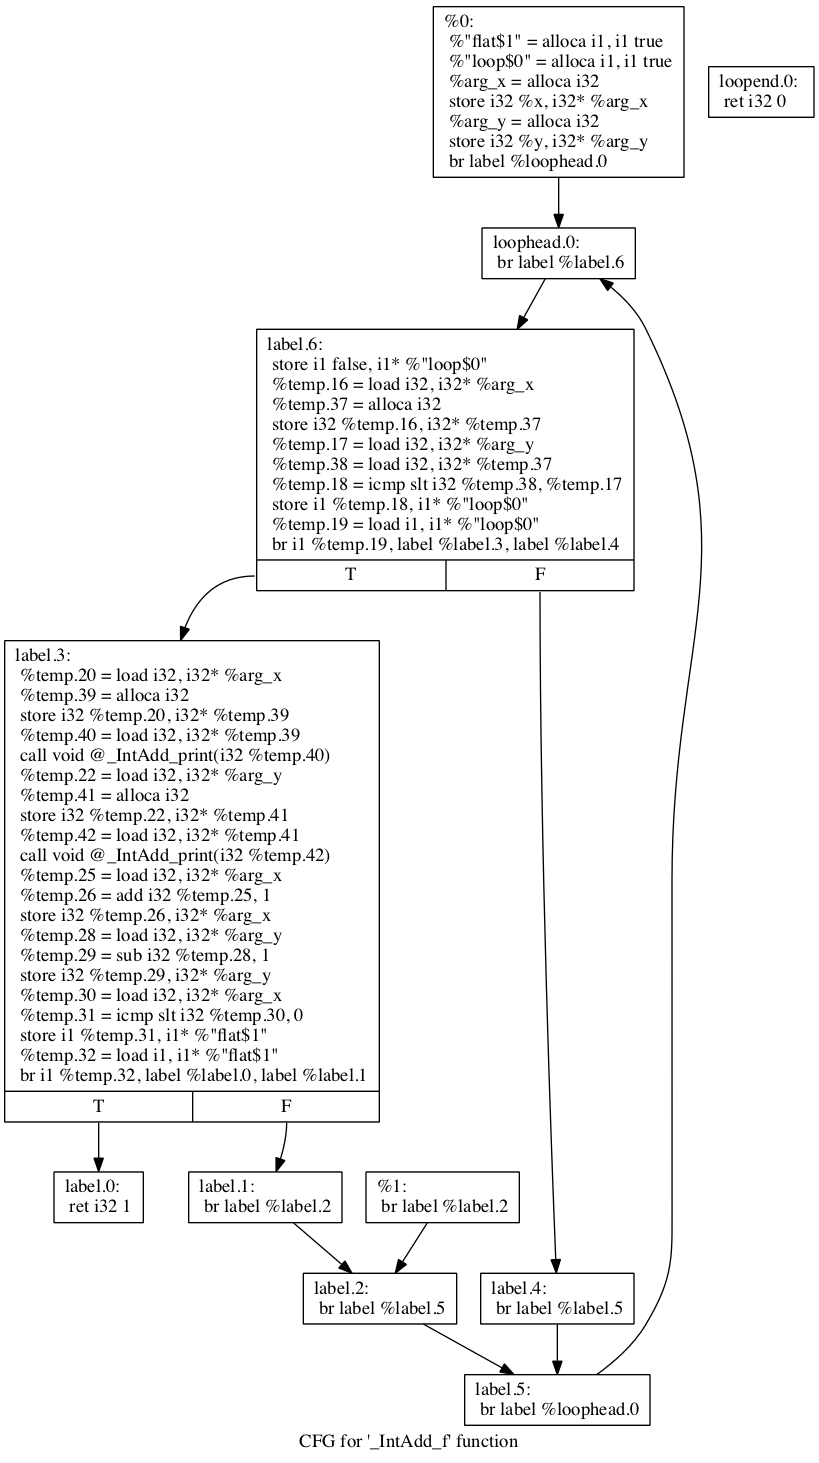 %0:
%"flat$1" = alloca i1, i1 true
%"loop$0" = alloca i1, i1 true
%arg_x = alloca i32
store i32 %x, i32* %arg_x
%arg_y = alloca i32
store i32 %y, i32* %arg_y
br label %loophead.0
loopend.0:
ret i32 0
loophead.0:
br label %label.6
label.6:
store i1 false, i1* %"loop$0"
%temp.16 = load i32, i32* %arg_x
%temp.37 = alloca i32
store i32 %temp.16, i32* %temp.37
%temp.17 = load i32, i32* %arg_y
%temp.38 = load i32, i32* %temp.37
%temp.18 = icmp slt i32 %temp.38, %temp.17
store i1 %temp.18, i1* %"loop$0"
%temp.19 = load i1, i1* %"loop$0"
br i1 %temp.19, label %label.3, label %label.4
T F
label.3:
%temp.20 = load i32, i32* %arg_x
%temp.39 = alloca i32
store i32 %temp.20, i32* %temp.39
%temp.40 = load i32, i32* %temp.39
call void @_IntAdd_print(i32 %temp.40)
%temp.22 = load i32, i32* %arg_y
%temp.41 = alloca i32
store i32 %temp.22, i32* %temp.41
%temp.42 = load i32, i32* %temp.41
call void @_IntAdd_print(i32 %temp.42)
%temp.25 = load i32, i32* %arg_x
%temp.26 = add i32 %temp.25, 1
store i32 %temp.26, i32* %arg_x
%temp.28 = load i32, i32* %arg_y
%temp.29 = sub i32 %temp.28, 1
store i32 %temp.29, i32* %arg_y
%temp.30 = load i32, i32* %arg_x
%temp.31 = icmp slt i32 %temp.30, 0
store i1 %temp.31, i1* %"flat$1"
%temp.32 = load i1, i1* %"flat$1"
br i1 %temp.32, label %label.0, label %label.1
T F
label.0:
ret i32 1
label.1:
br label %label.2
%1:
br label %label.2
label.2:
br label %label.5
label.4:
br label %label.5
label.5:
br label %loophead.0
CFG for '_IntAdd_f' function